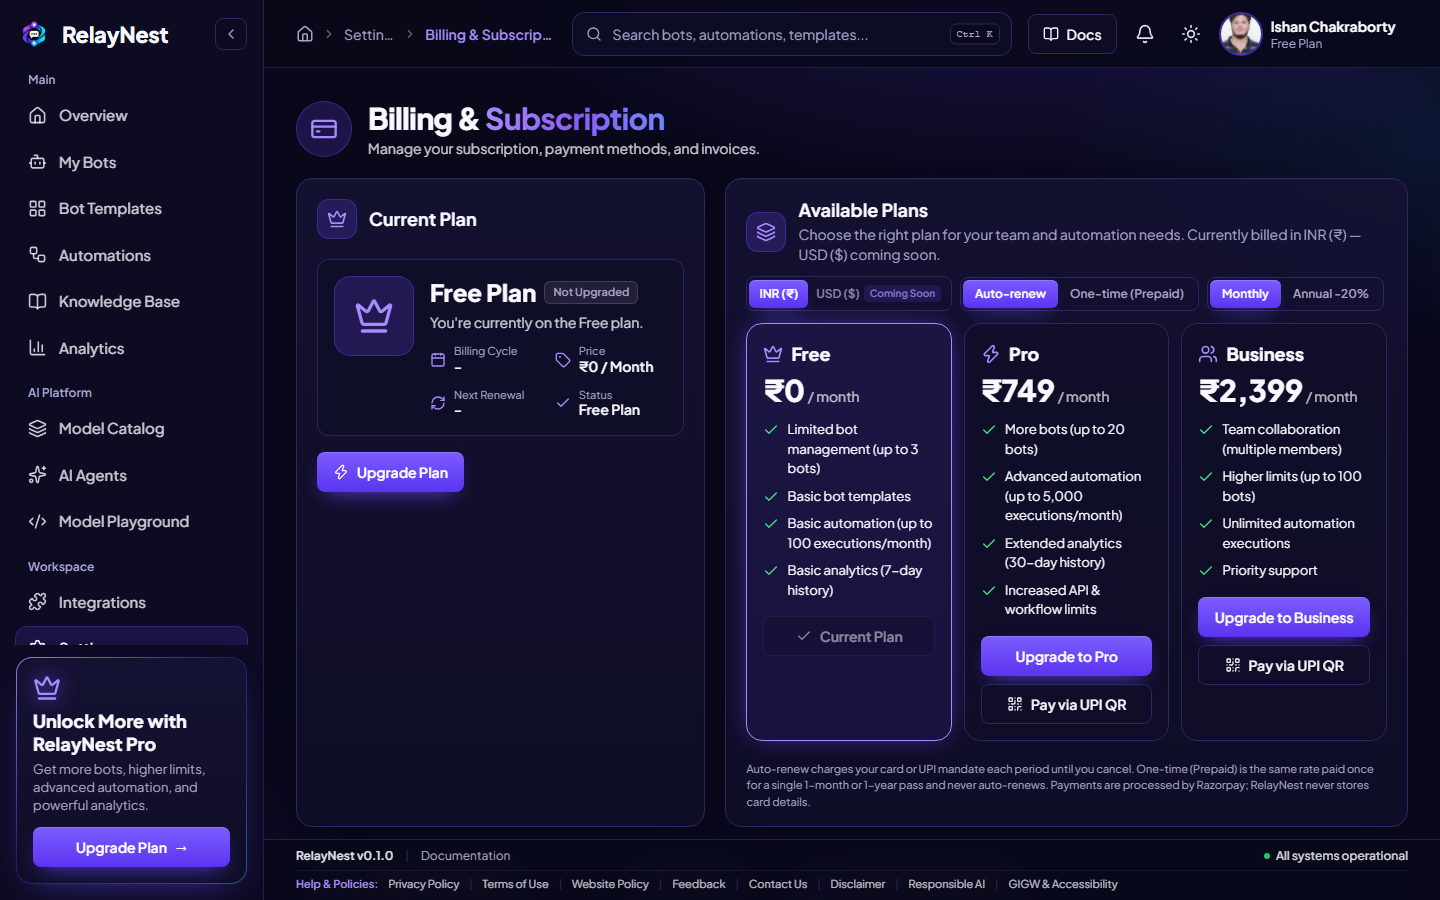 RelayNest
Main
Overview
My Bots
Bot Templates
Automations
Knowledge Base
Analytics
AI Platform
Model Catalog
AI Agents
Model Playground
Workspace
Integrations
Unlock More with
RelayNest Pro
Get more bots, higher limits,
advanced automation, and
powerful analytics.
Upgrade Plan →
Settin...
Billing & Subscrip...
Search bots, automations, templates...
Ctrl K
Docs
Ishan Chakraborty
Free Plan
Billing & Subscription
Manage your subscription, payment methods, and invoices.
Current Plan
Free Plan
Not Upgraded
You're currently on the Free plan.
Billing Cycle
–
Price
₹0 / Month
Next Renewal
–
Status
Free Plan
Upgrade Plan
Available Plans
Choose the right plan for your team and automation needs. Currently billed in INR (₹) —
USD ($) coming soon.
INR (₹)
USD ($)
Coming Soon
Auto-renew
One-time (Prepaid)
Monthly
Annual -20%
Free
₹0 / month
Limited bot
management (up to 3
bots)
Basic bot templates
Basic automation (up to
100 executions/month)
Basic analytics (7-day
history)
Current Plan
Pro
₹749 / month
More bots (up to 20
bots)
Advanced automation
(up to 5,000
executions/month)
Extended analytics
(30-day history)
Increased API &
workflow limits
Upgrade to Pro
Pay via UPI QR
Business
₹2,399 / month
Team collaboration
(multiple members)
Higher limits (up to 100
bots)
Unlimited automation
executions
Priority support
Upgrade to Business
Pay via UPI QR
Auto-renew charges your card or UPI mandate each period until you cancel. One-time (Prepaid) is the same rate paid once
for a single 1-month or 1-year pass and never auto-renews. Payments are processed by Razorpay; RelayNest never stores
card details.
RelayNest v0.1.0
Documentation
All systems operational
Help & Policies:
Privacy Policy
Terms of Use
Website Policy
Feedback
Contact Us
Disclaimer
Responsible AI
GIGW & Accessibility